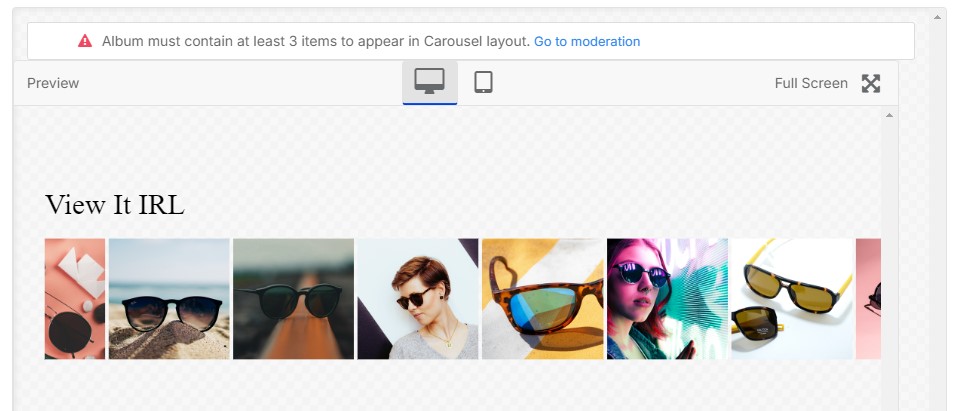 Album must contain at least 3 items to appear in Carousel layout. Go to moderation
Preview
Full Screen
View It IRL